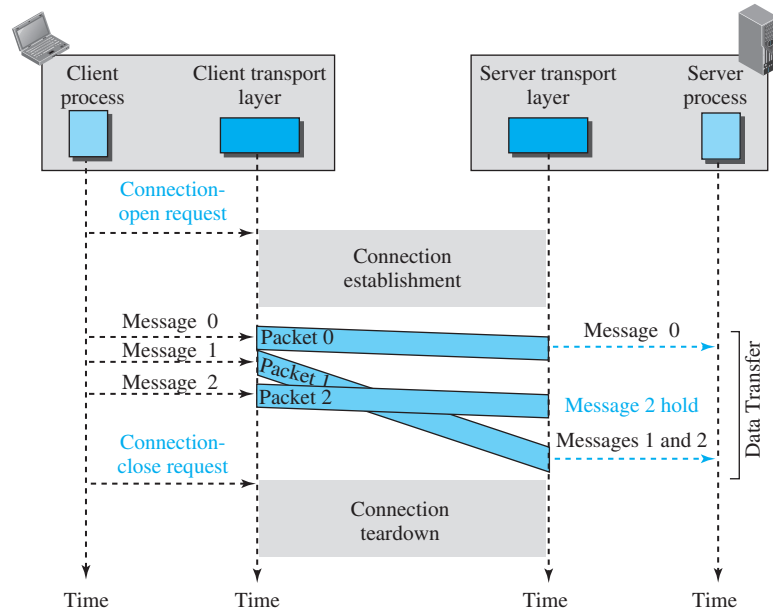 Client
process
Client transport
layer
Server transport
layer
Server
process
Connection-
open request
Connection
establishment
Message 0
Packet 0
Message 0
Message 1
Packet 1
Message 2
Packet 2
Message 2 hold
Connection-
close request
Messages 1 and 2
Data Transfer
Connection
teardown
Time
Time
Time
Time